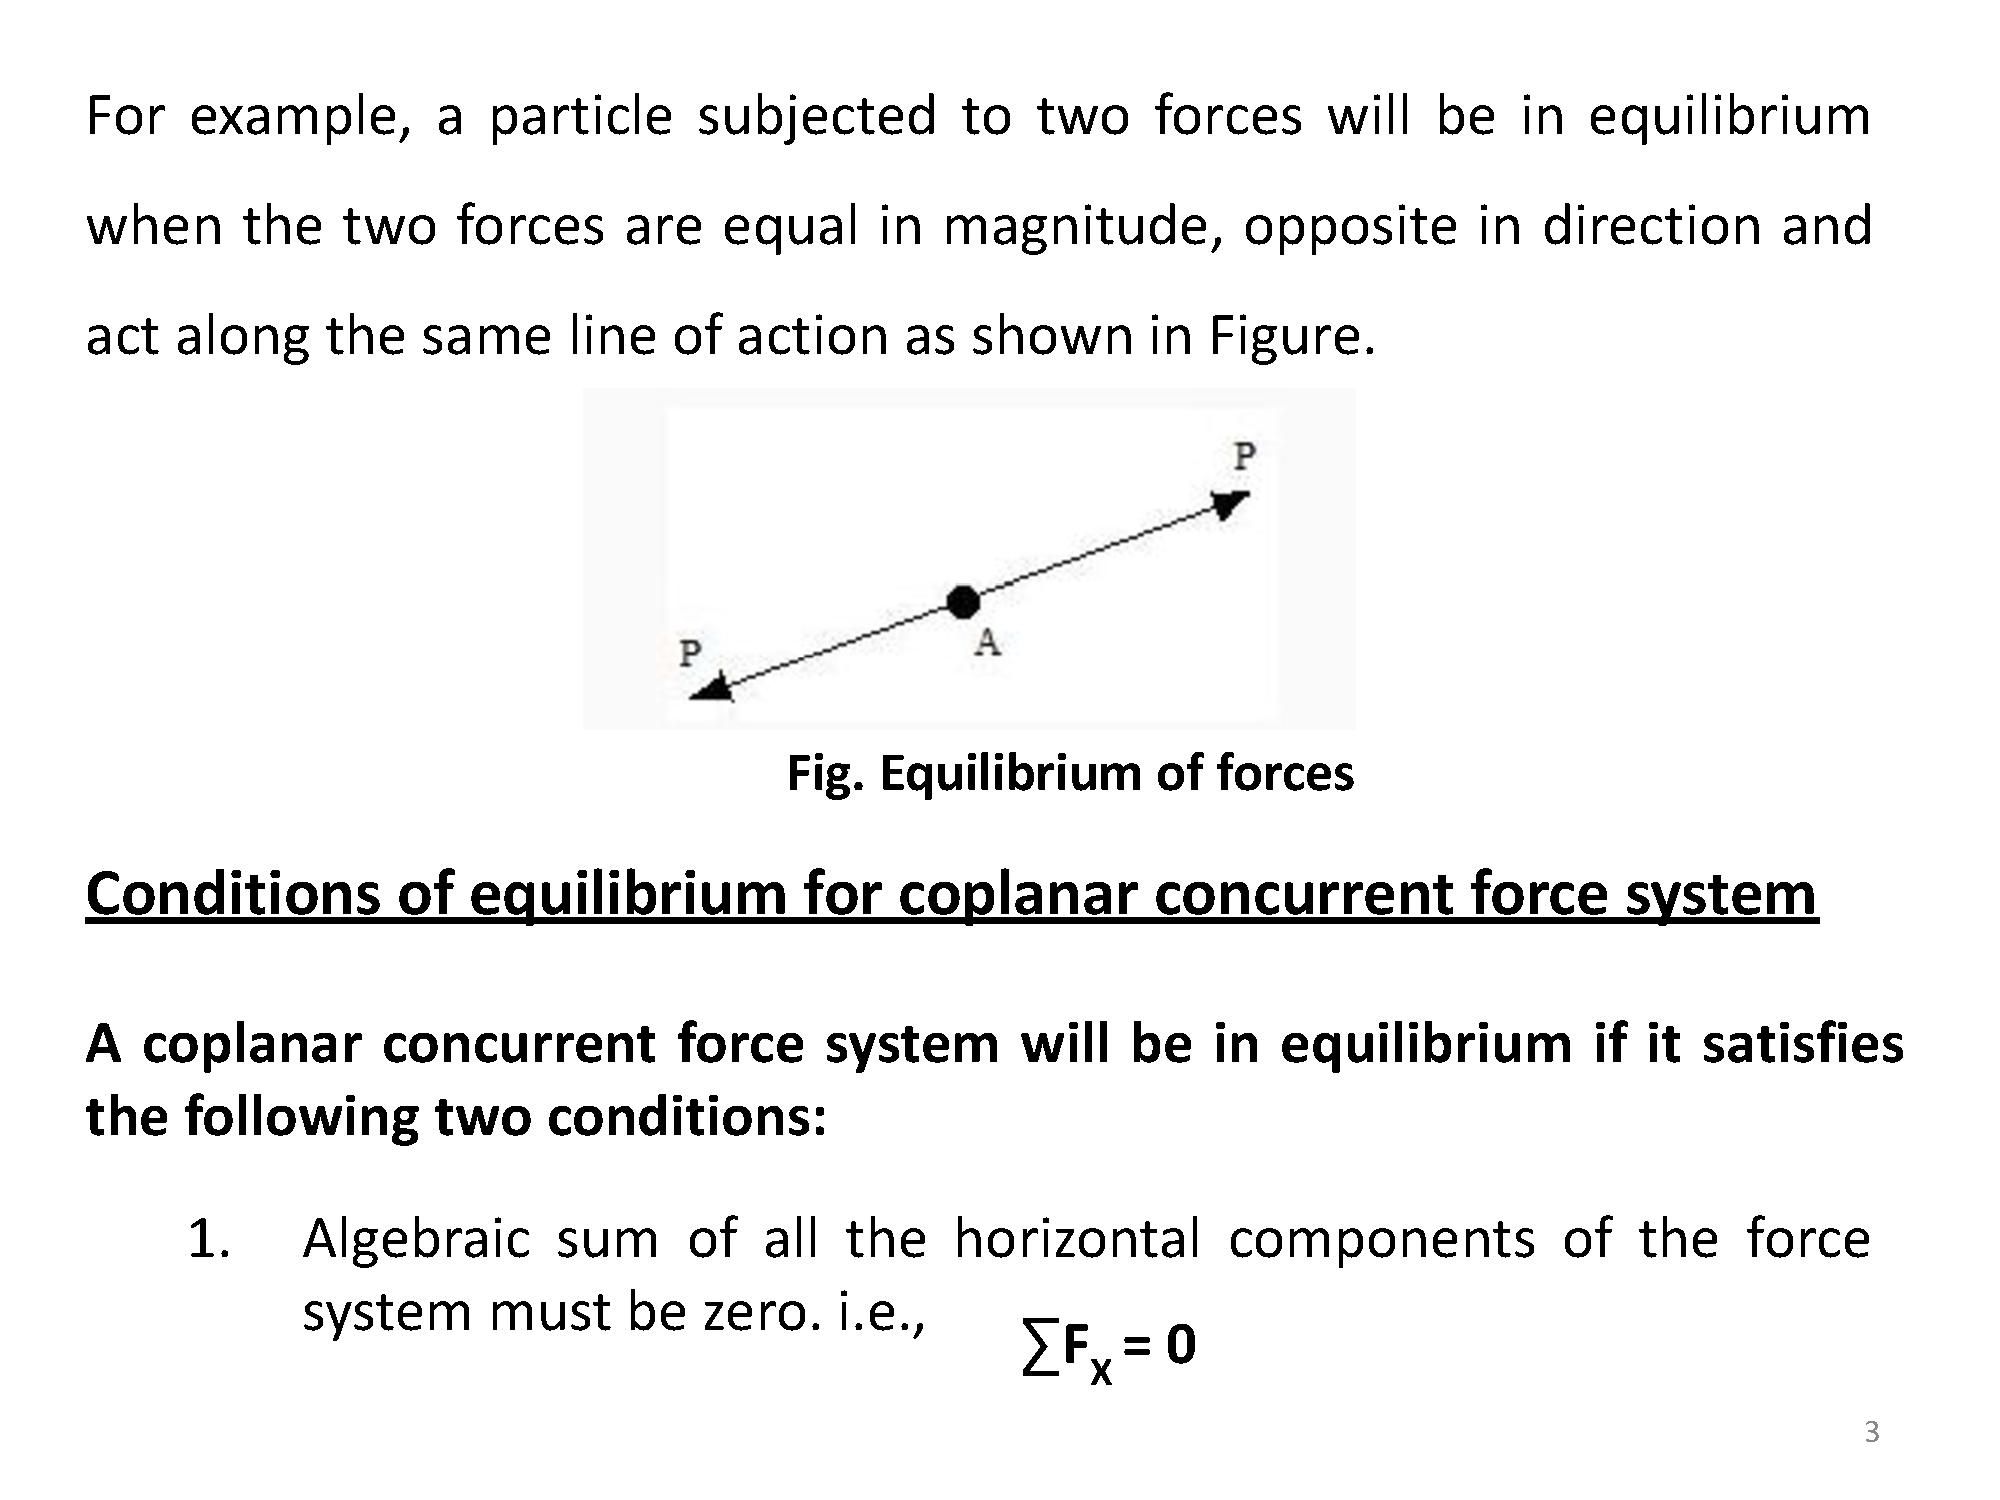 For example, a particle subjected to two forces will be in equilibrium
when the two forces are equal in magnitude, opposite in direction and
act along the same line of action as shown in Figure.
P
A
P
Fig. Equilibrium of forces
Conditions of equilibrium for coplanar concurrent force system
A coplanar concurrent force system will be in equilibrium if it satisfies
the following two conditions:
1. Algebraic sum of all the horizontal components of the force
system must be zero. i.e., ∑F_X = 0
3